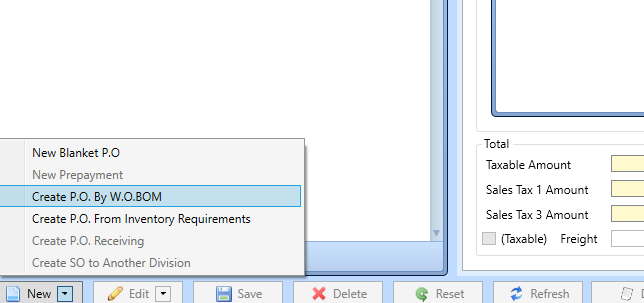 New Blanket P.O
New Prepayment
Create P.O. By W.O.BOM
Create P.O. From Inventory Requirements
Create P.O. Receiving
Create SO to Another Division
Total
Taxable Amount
Sales Tax 1 Amount
Sales Tax 3 Amount
(Taxable) Freight
New Edit Save Delete Reset Refresh